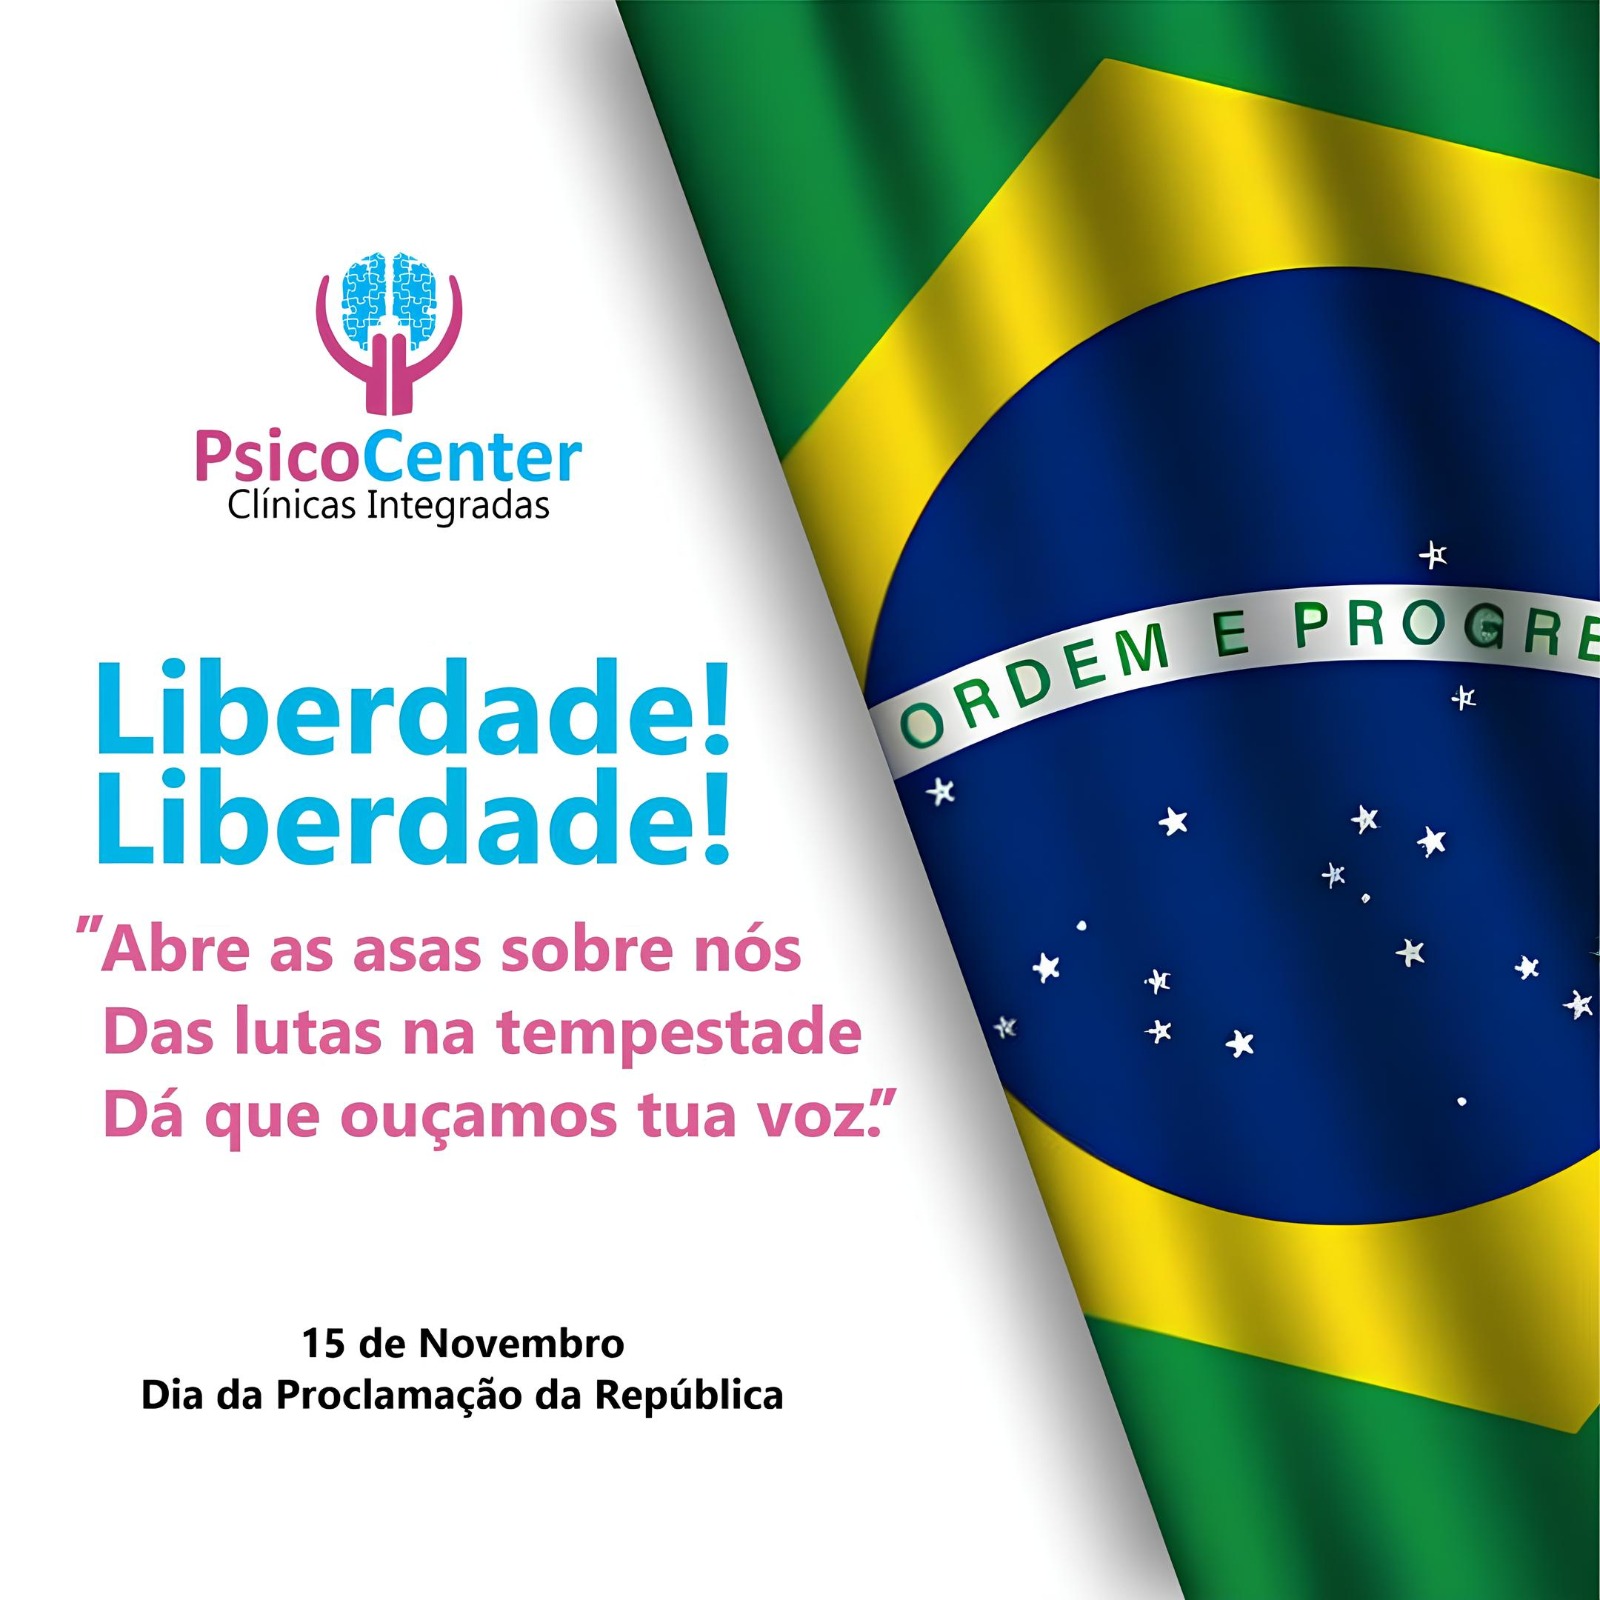 PsicoCenter
Clínicas Integradas
Liberdade!
Liberdade!
"Abre as asas sobre nós
Das lutas na tempestade
Dá que ouçamos tua voz."
15 de Novembro
Dia da Proclamação da República
ORDEM E PROGRE